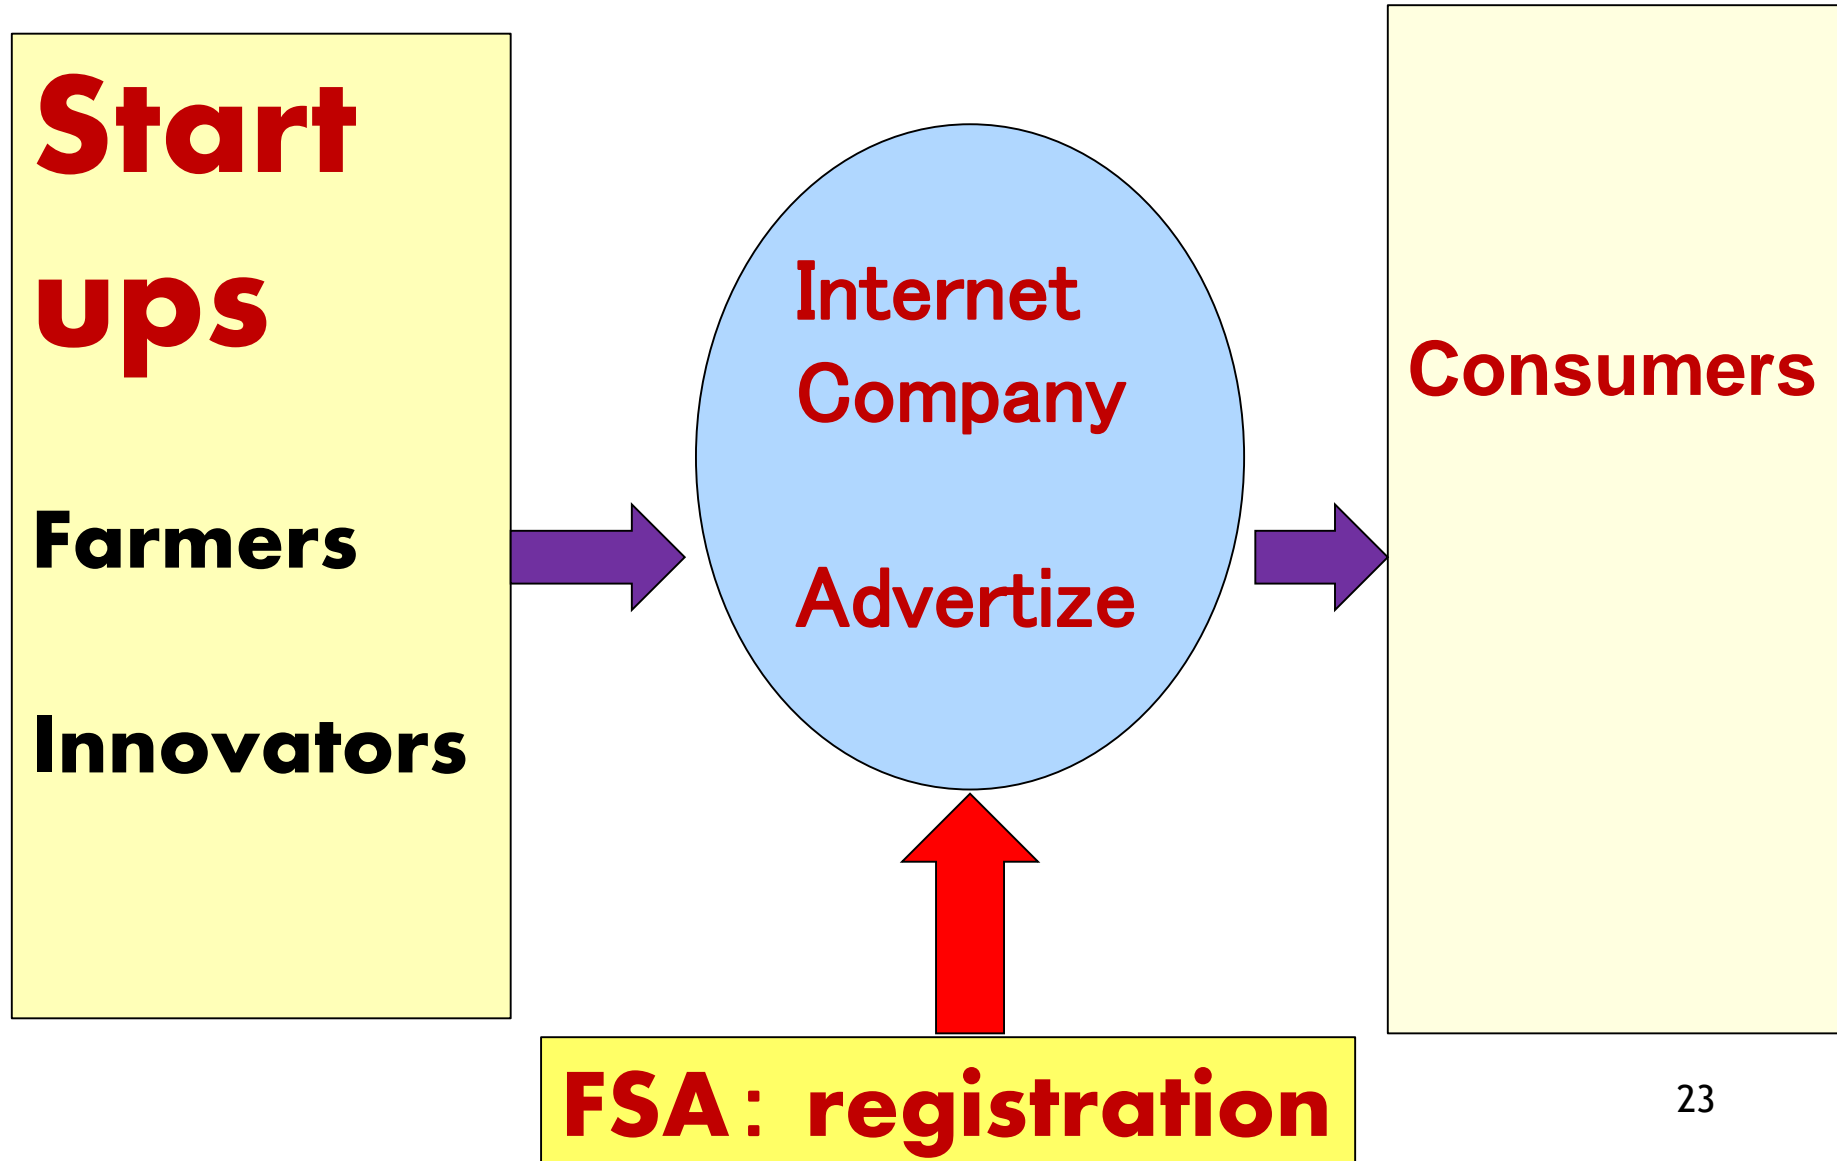 Start
ups
Farmers
Innovators
Internet
Company
Advertize
Consumers
FSA: registration
23